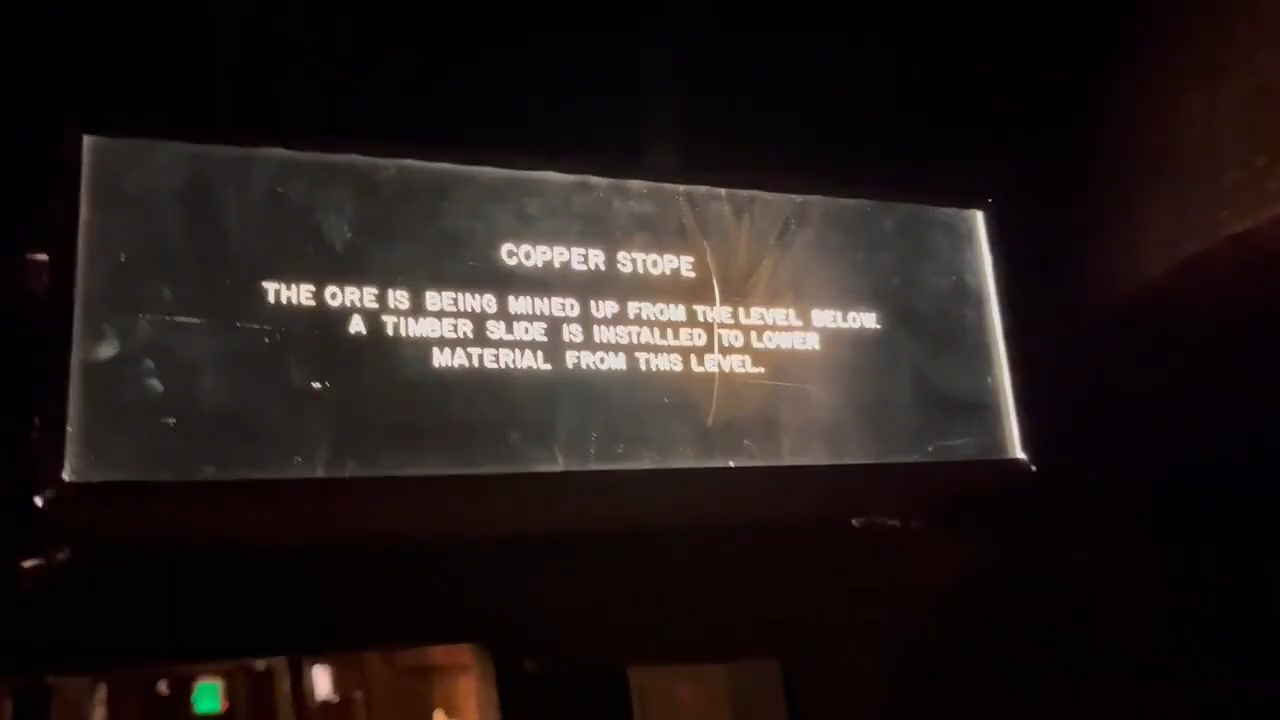 COPPER STOPE
THE ORE IS BEING MINED UP FROM THE LEVEL BELOW.
A TIMBER SLIDE IS INSTALLED TO LOWER
MATERIAL FROM THIS LEVEL.